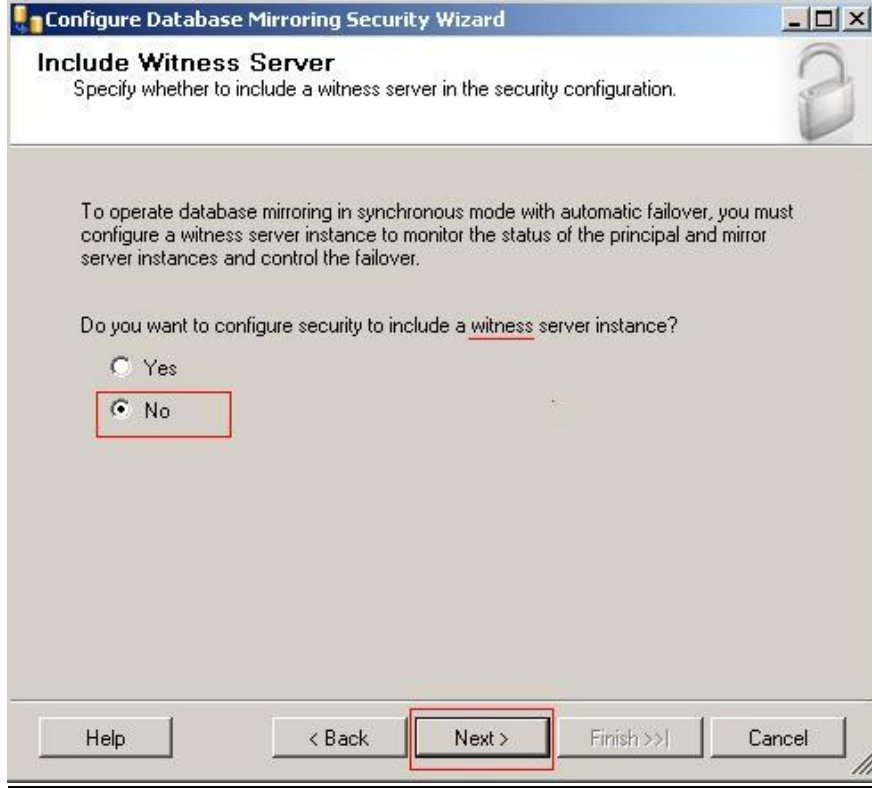 Configure Database Mirroring Security Wizard
Include Witness Server
Specify whether to include a witness server in the security configuration.
To operate database mirroring in synchronous mode with automatic failover, you must
configure a witness server instance to monitor the status of the principal and mirror
server instances and control the failover.
Do you want to configure security to include a witness server instance?
Yes
No
Help
< Back
Next >
Finish >>|
Cancel